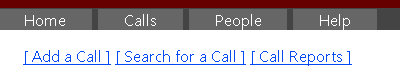 Home Calls People Help
[ Add a Call ] [ Search for a Call ] [ Call Reports ]